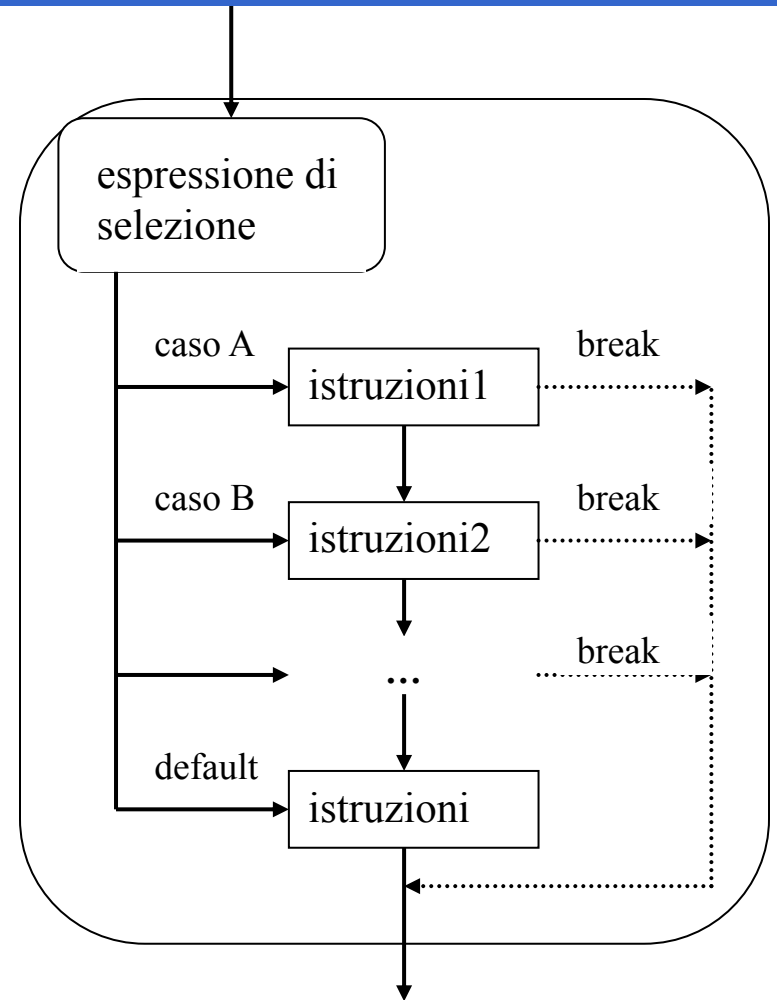 espressione di
selezione
caso A
istruzioni1
break
caso B
istruzioni2
break
...
break
default
istruzioni